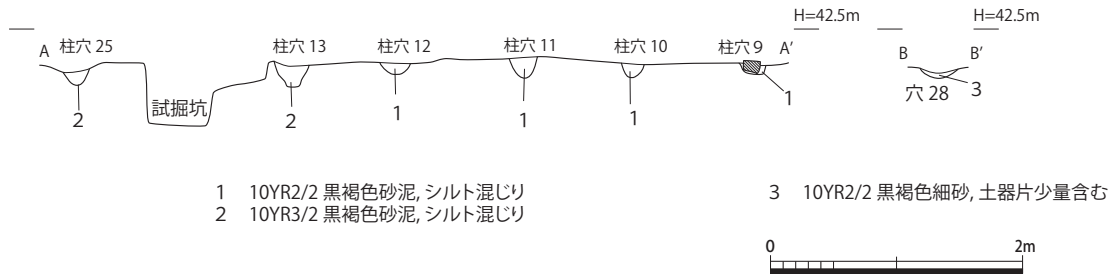 H=42.5m H=42.5m
A 柱穴 25 柱穴 13 柱穴 12 柱穴 11 柱穴 10 柱穴 9 A' B B'
試掘坑
穴 28
2 2 1 1 1 1 3
1 10YR2/2 黒褐色砂泥, シルト混じり
2 10YR3/2 黒褐色砂泥, シルト混じり
3 10YR2/2 黒褐色細砂, 土器片少量含む
0 2m